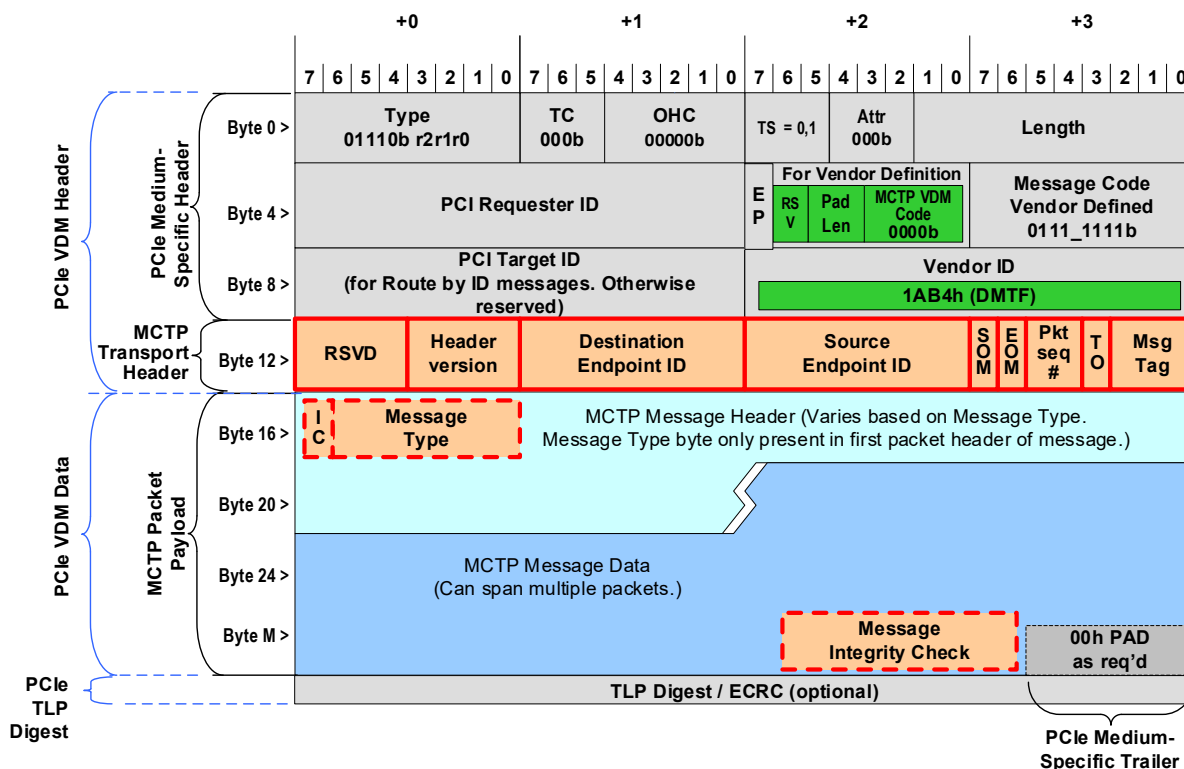 +0 +1 +2 +3
7 6 5 4 3 2 1 0 7 6 5 4 3 2 1 0 7 6 5 4 3 2 1 0 7 6 5 4 3 2 1 0
PCIe VDM Header
PCIe Medium-
Specific Header
Byte 0 >
Type
01110b r2r1r0
TC
000b
OHC
00000b
TS = 0,1
Attr
000b
Length
Byte 4 >
PCI Requester ID
E
P
For Vendor Definition
RS
V
Pad
Len
MCTP VDM
Code
0000b
Message Code
Vendor Defined
0111_1111b
Byte 8 >
PCI Target ID
(for Route by ID messages. Otherwise
reserved)
Vendor ID
1AB4h (DMTF)
MCTP
Transport
Header
Byte 12 >
RSVD
Header
version
Destination
Endpoint ID
Source
Endpoint ID
S
O
M
E
O
M
Pkt
seq
#
T
O
Msg
Tag
PCIe VDM Data
MCTP Packet
Payload
Byte 16 >
I
C
Message
Type
MCTP Message Header (Varies based on Message Type.
Message Type byte only present in first packet header of message.)
Byte 20 >
Byte 24 >
MCTP Message Data
(Can span multiple packets.)
Byte M >
Message
Integrity Check
00h PAD
as req'd
PCIe
TLP
Digest
TLP Digest / ECRC (optional)
PCIe Medium-
Specific Trailer